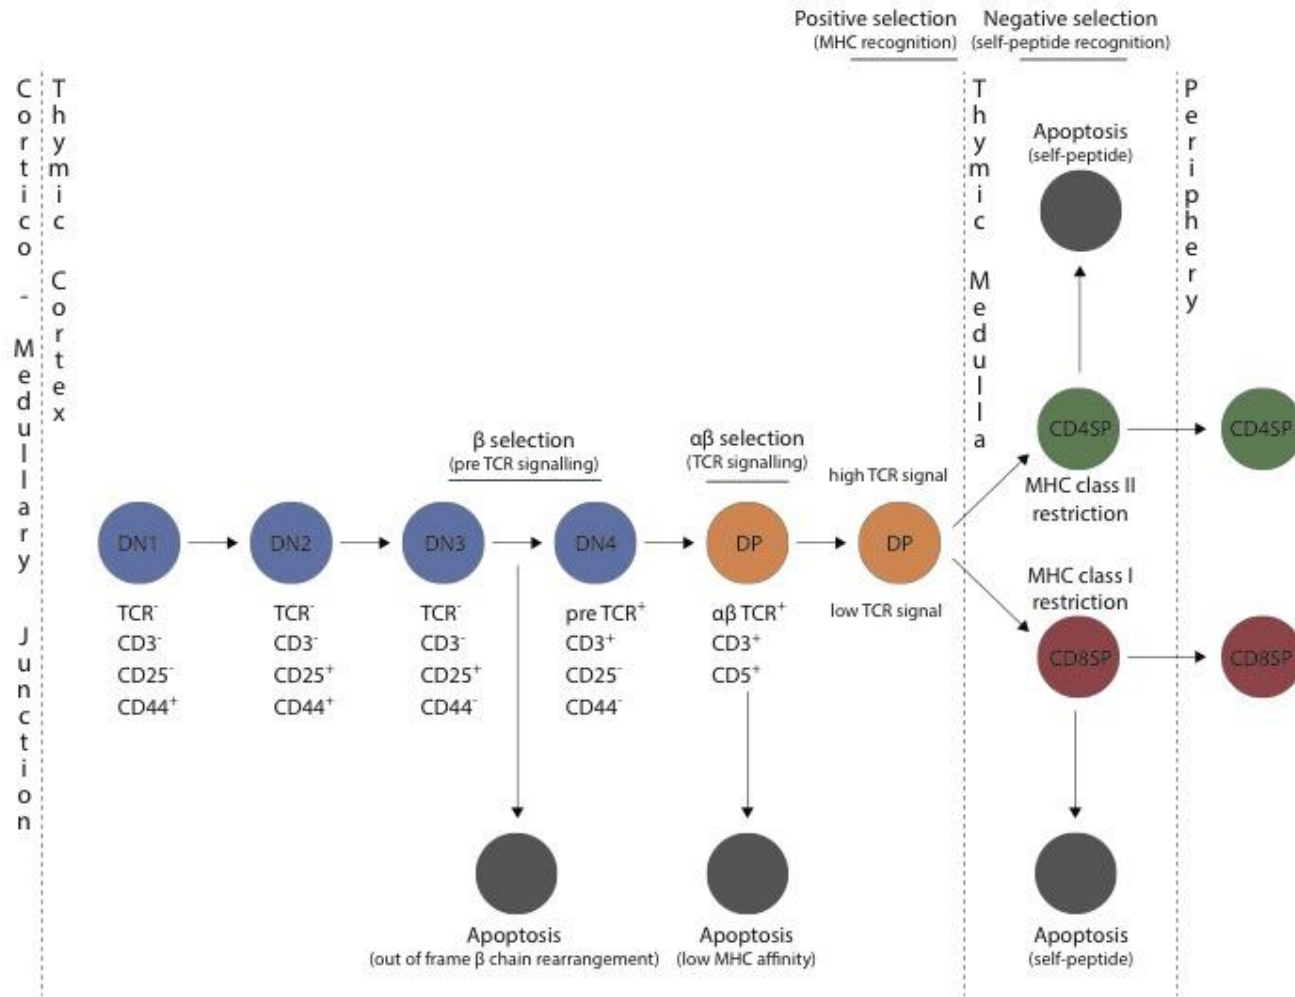 Positive selection
(MHC recognition)
Negative selection
(self-peptide recognition)
Cortico - Medullary Junction
Thymic Cortex
Thymic Medulla
Periphery
Apoptosis
(self-peptide)
CD4SP
CD4SP
MHC class II
restriction
β selection
(pre TCR signalling)
αβ selection
(TCR signalling)
high TCR signal
DN1
DN2
DN3
DN4
DP
DP
low TCR signal
TCR⁻
CD3⁻
CD25⁻
CD44⁺
TCR⁻
CD3⁻
CD25⁺
CD44⁺
TCR⁻
CD3⁻
CD25⁺
CD44⁻
pre TCR⁺
CD3⁺
CD25⁻
CD44⁻
αβ TCR⁺
CD3⁺
CD5⁺
MHC class I
restriction
CD8SP
CD8SP
Apoptosis
(out of frame β chain rearrangement)
Apoptosis
(low MHC affinity)
Apoptosis
(self-peptide)